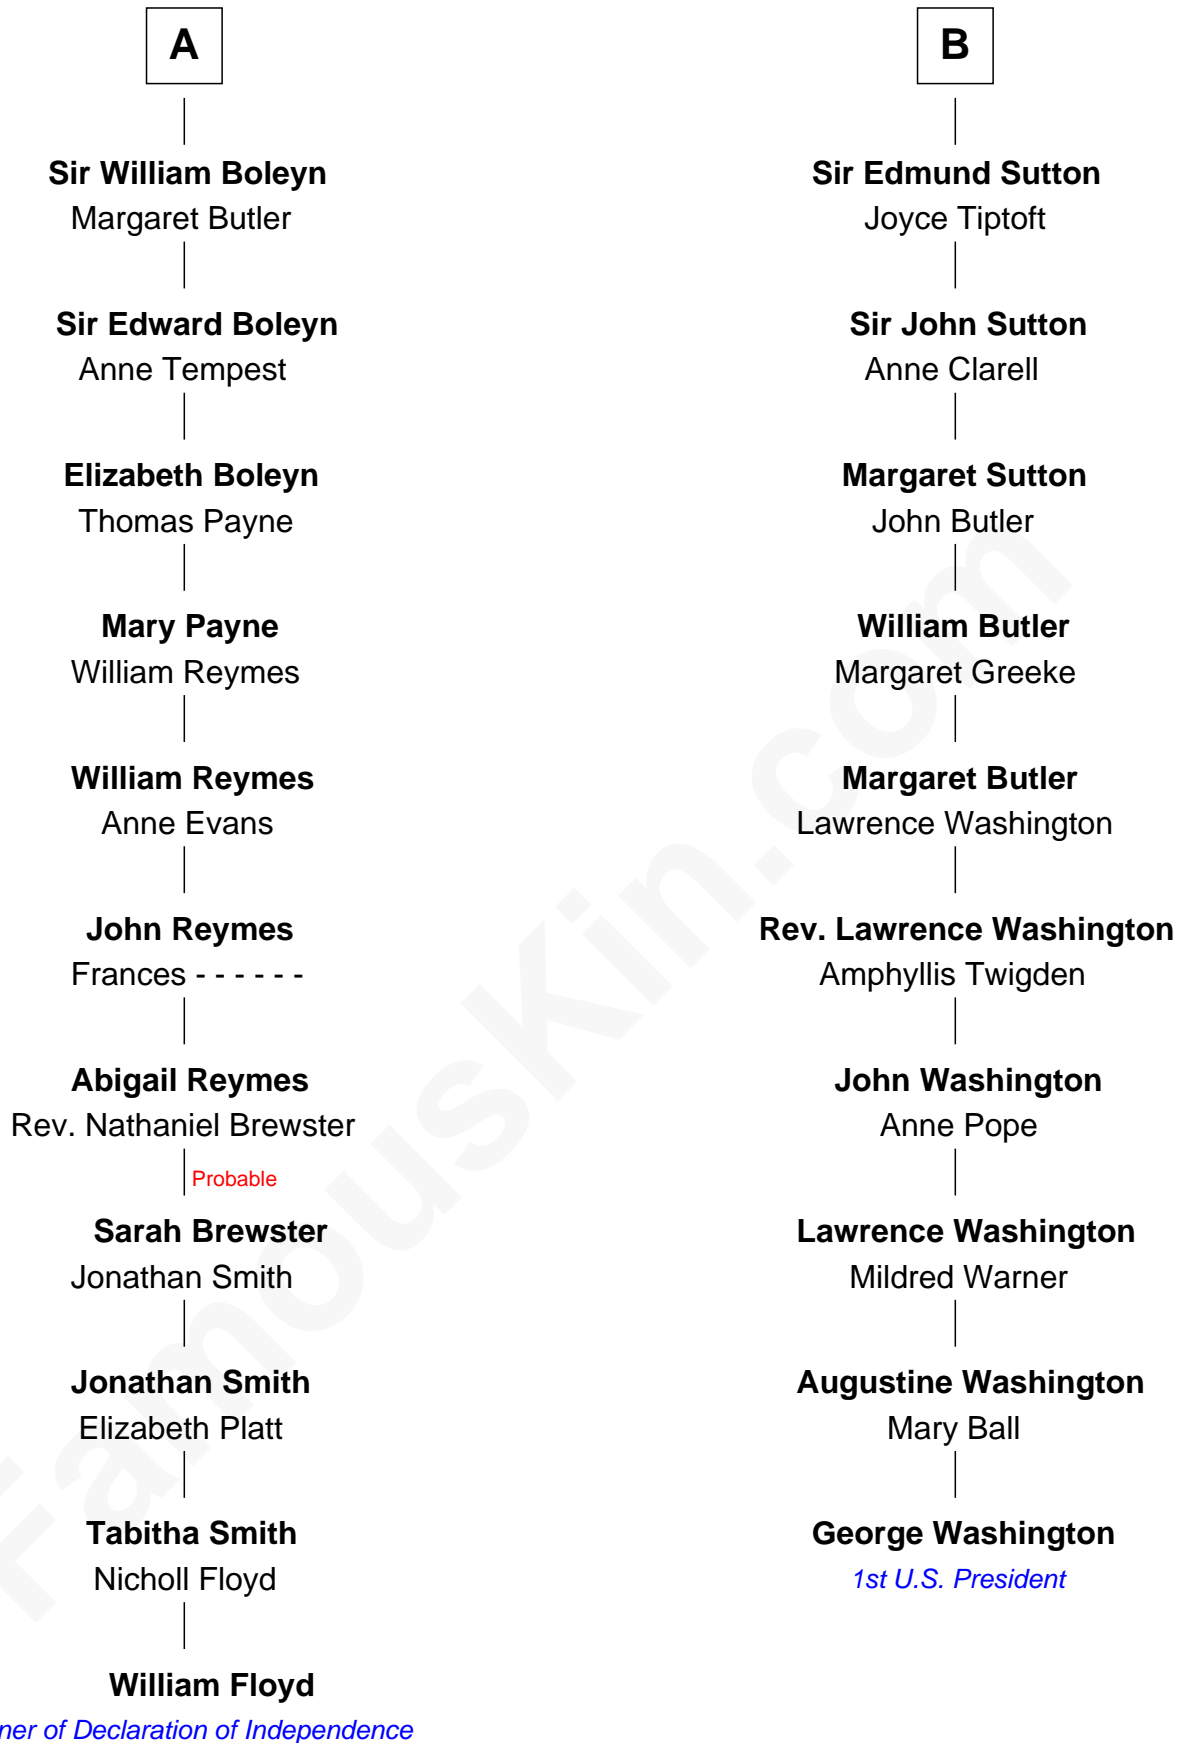 A
Sir William Boleyn
Margaret Butler
Sir Edward Boleyn
Anne Tempest
Elizabeth Boleyn
Thomas Payne
Mary Payne
William Reymes
William Reymes
Anne Evans
John Reymes
Frances - - - - - -
Abigail Reymes
Rev. Nathaniel Brewster
Probable
Sarah Brewster
Jonathan Smith
Jonathan Smith
Elizabeth Platt
Tabitha Smith
Nicholl Floyd
William Floyd
ner of Declaration of Independence
B
Sir Edmund Sutton
Joyce Tiptoft
Sir John Sutton
Anne Clarell
Margaret Sutton
John Butler
William Butler
Margaret Greeke
Margaret Butler
Lawrence Washington
Rev. Lawrence Washington
Amphyllis Twigden
John Washington
Anne Pope
Lawrence Washington
Mildred Warner
Augustine Washington
Mary Ball
George Washington
1st U.S. President
FamousKin.com